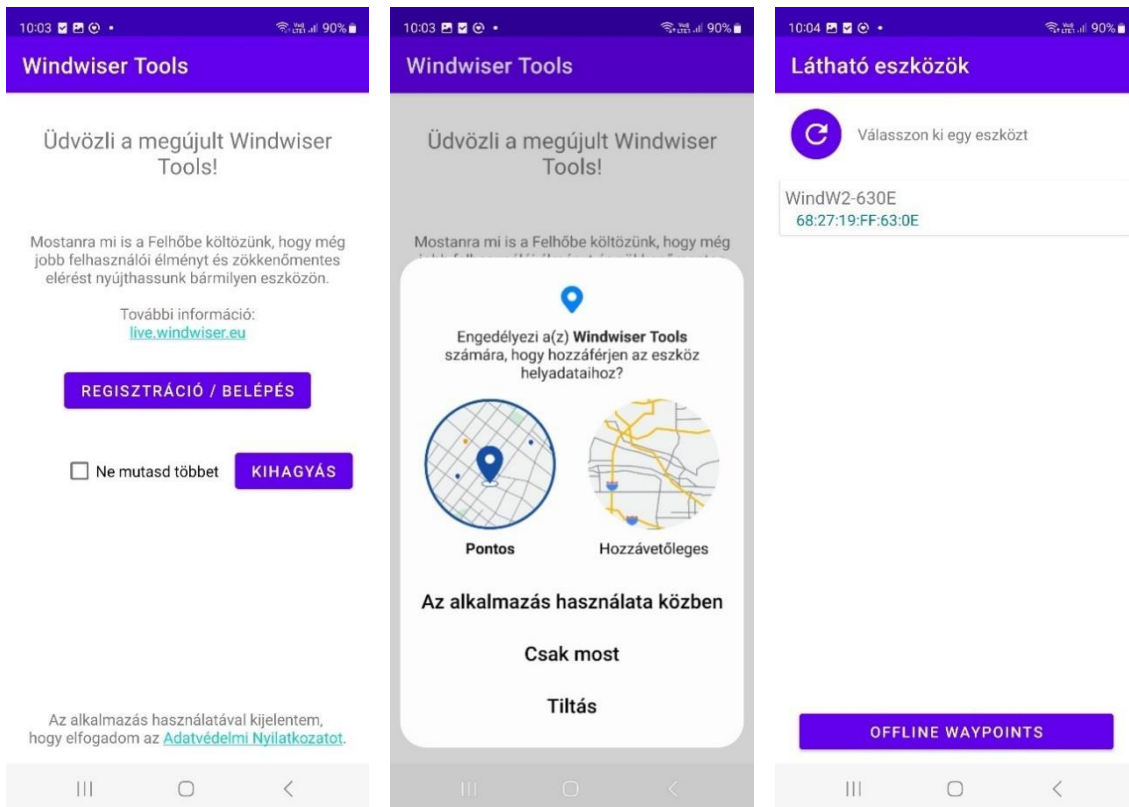 10:03
90%
Windwiser Tools
Üdvözli a megújult Windwiser
Tools!
Mostanra mi is a Felhőbe költözünk, hogy még
jobb felhasználói élményt és zökkenőmentes
elérést nyújthassunk bármilyen eszközön.
További információ:
live.windwiser.eu
REGISZTRÁCIÓ / BELÉPÉS
Ne mutasd többet
KIHAGYÁS
Az alkalmazás használatával kijelentem,
hogy elfogadom az Adatvédelmi Nyilatkozatot.
10:03
90%
Windwiser Tools
Üdvözli a megújult Windwiser
Tools!
Mostanra mi is a Felhőbe költözünk, hogy még
Engedélyezi a(z) Windwiser Tools
számára, hogy hozzáférjen az eszköz
helyadataihoz?
Pontos
Hozzávetőleges
Az alkalmazás használata közben
Csak most
Tiltás
10:04
90%
Látható eszközök
Válasszon ki egy eszközt
WindW2-630E
68:27:19:FF:63:0E
OFFLINE WAYPOINTS